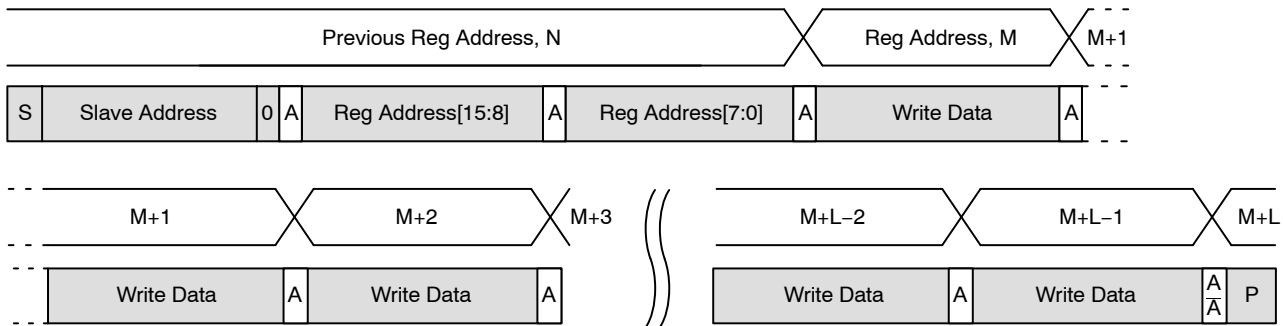 Previous Reg Address, N Reg Address, M M+1
S Slave Address 0 A Reg Address[15:8] A Reg Address[7:0] A Write Data A
M+1 M+2 M+3 M+L−2 M+L−1 M+L
Write Data A Write Data A Write Data A Write Data A A̅ P